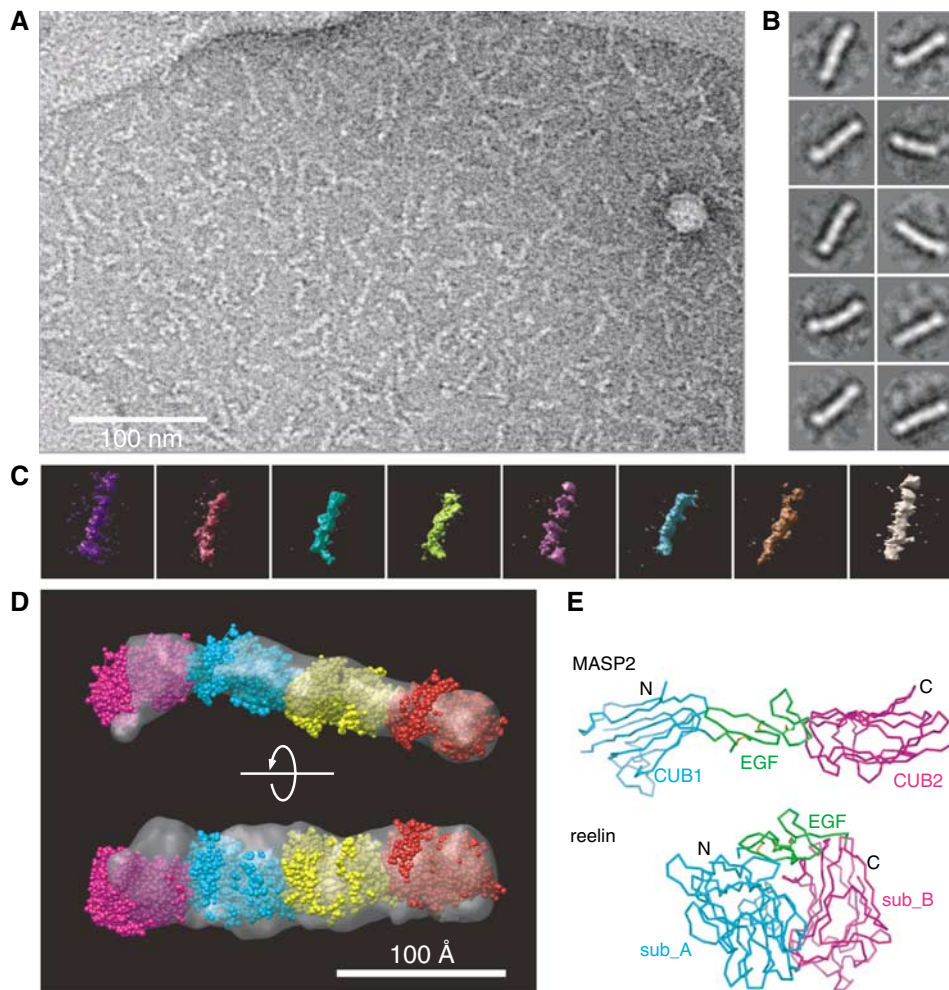 A
B
100 nm
C
D
E
MASP2
N
C
CUB1
EGF
CUB2
reelin
EGF
N
C
sub_A
sub_B
100 Å